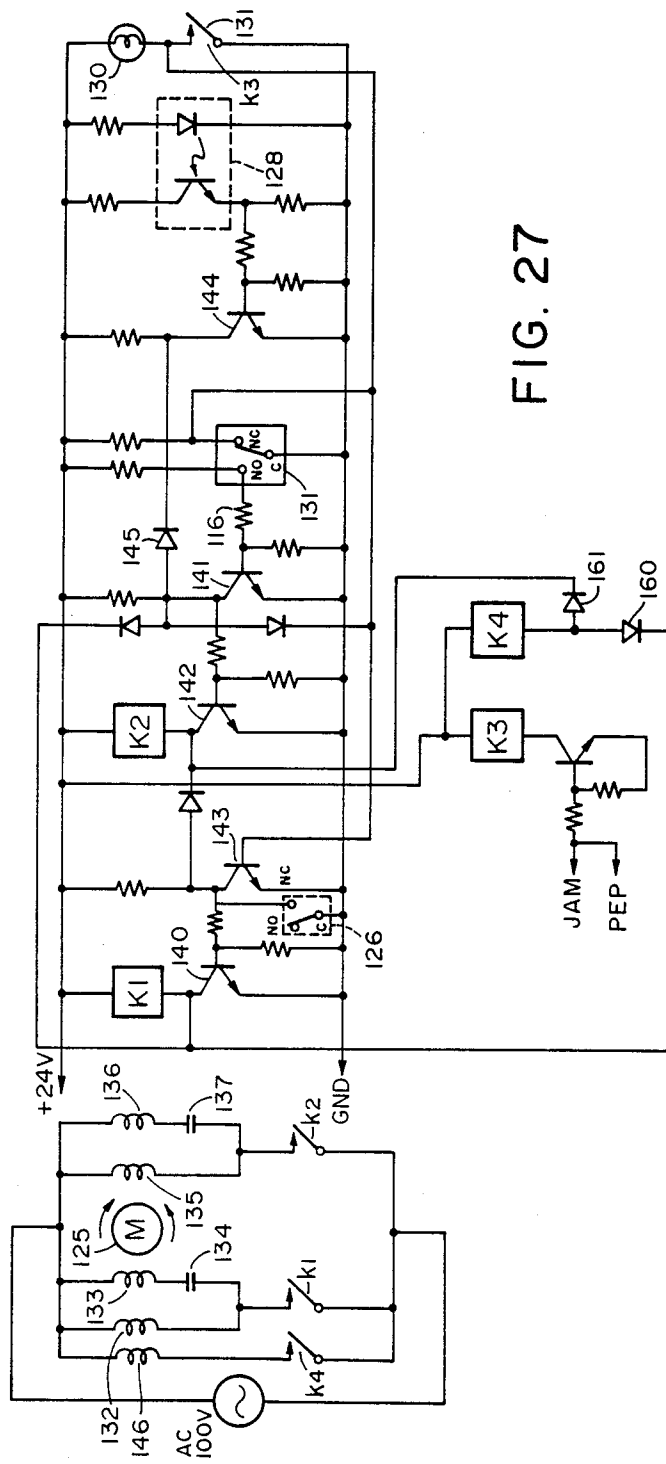 AC
100V
146
132
k4
133
k1
134
125
M
135
k2
136
137
+24V
GND
K1
140
NO
C
NC
126
143
K2
142
141
145
116
NO
NC
C
131
144
128
130
k3
131
JAM
PEP
K3
K4
161
160
FIG. 27